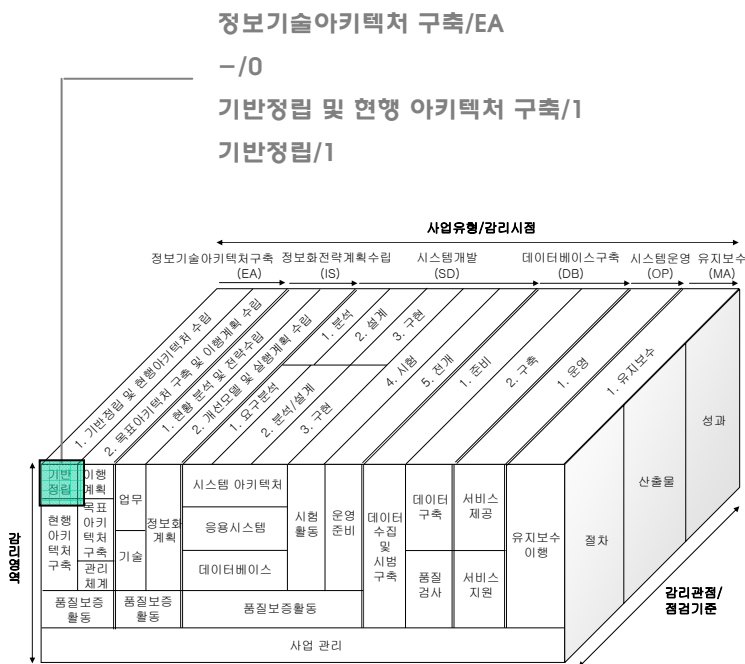 정보기술아키텍처 구축/EA
-/0
기반정립 및 현행 아키텍처 구축/1
기반정립/1
사업유형/감리시점
정보기술아키텍처구축
(EA)
정보화전략계획수립
(IS)
시스템개발
(SD)
데이터베이스구축
(DB)
시스템운영
(OP)
유지보수
(MA)
1. 기반정립 및 현행아키텍처 수립
2. 목표아키텍처 구축 및 이행계획 수립
1. 현황 분석 및 전략수립
2. 개선모델 및 실행계획 수립
1. 분석
2. 설계
3. 구현
1. 요구분석
2. 분석/설계
3. 구현
4. 시험
5. 전개
1. 준비
2. 구축
1. 운영
1. 유지보수
감리영역
기반
정립
이행
계획
현행
아키
텍처
구축
목표
아키
텍처
구축
관리
체계
업무
기술
정보화
계획
시스템 아키텍처
응용시스템
데이터베이스
시험
활동
운영
준비
데이터
수집
및
시범
구축
데이터
구축
품질
검사
서비스
제공
서비스
지원
유지보수
이행
품질보증
활동
품질보증
활동
품질보증활동
사업 관리
절차
산출물
성과
감리관점/
점검기준